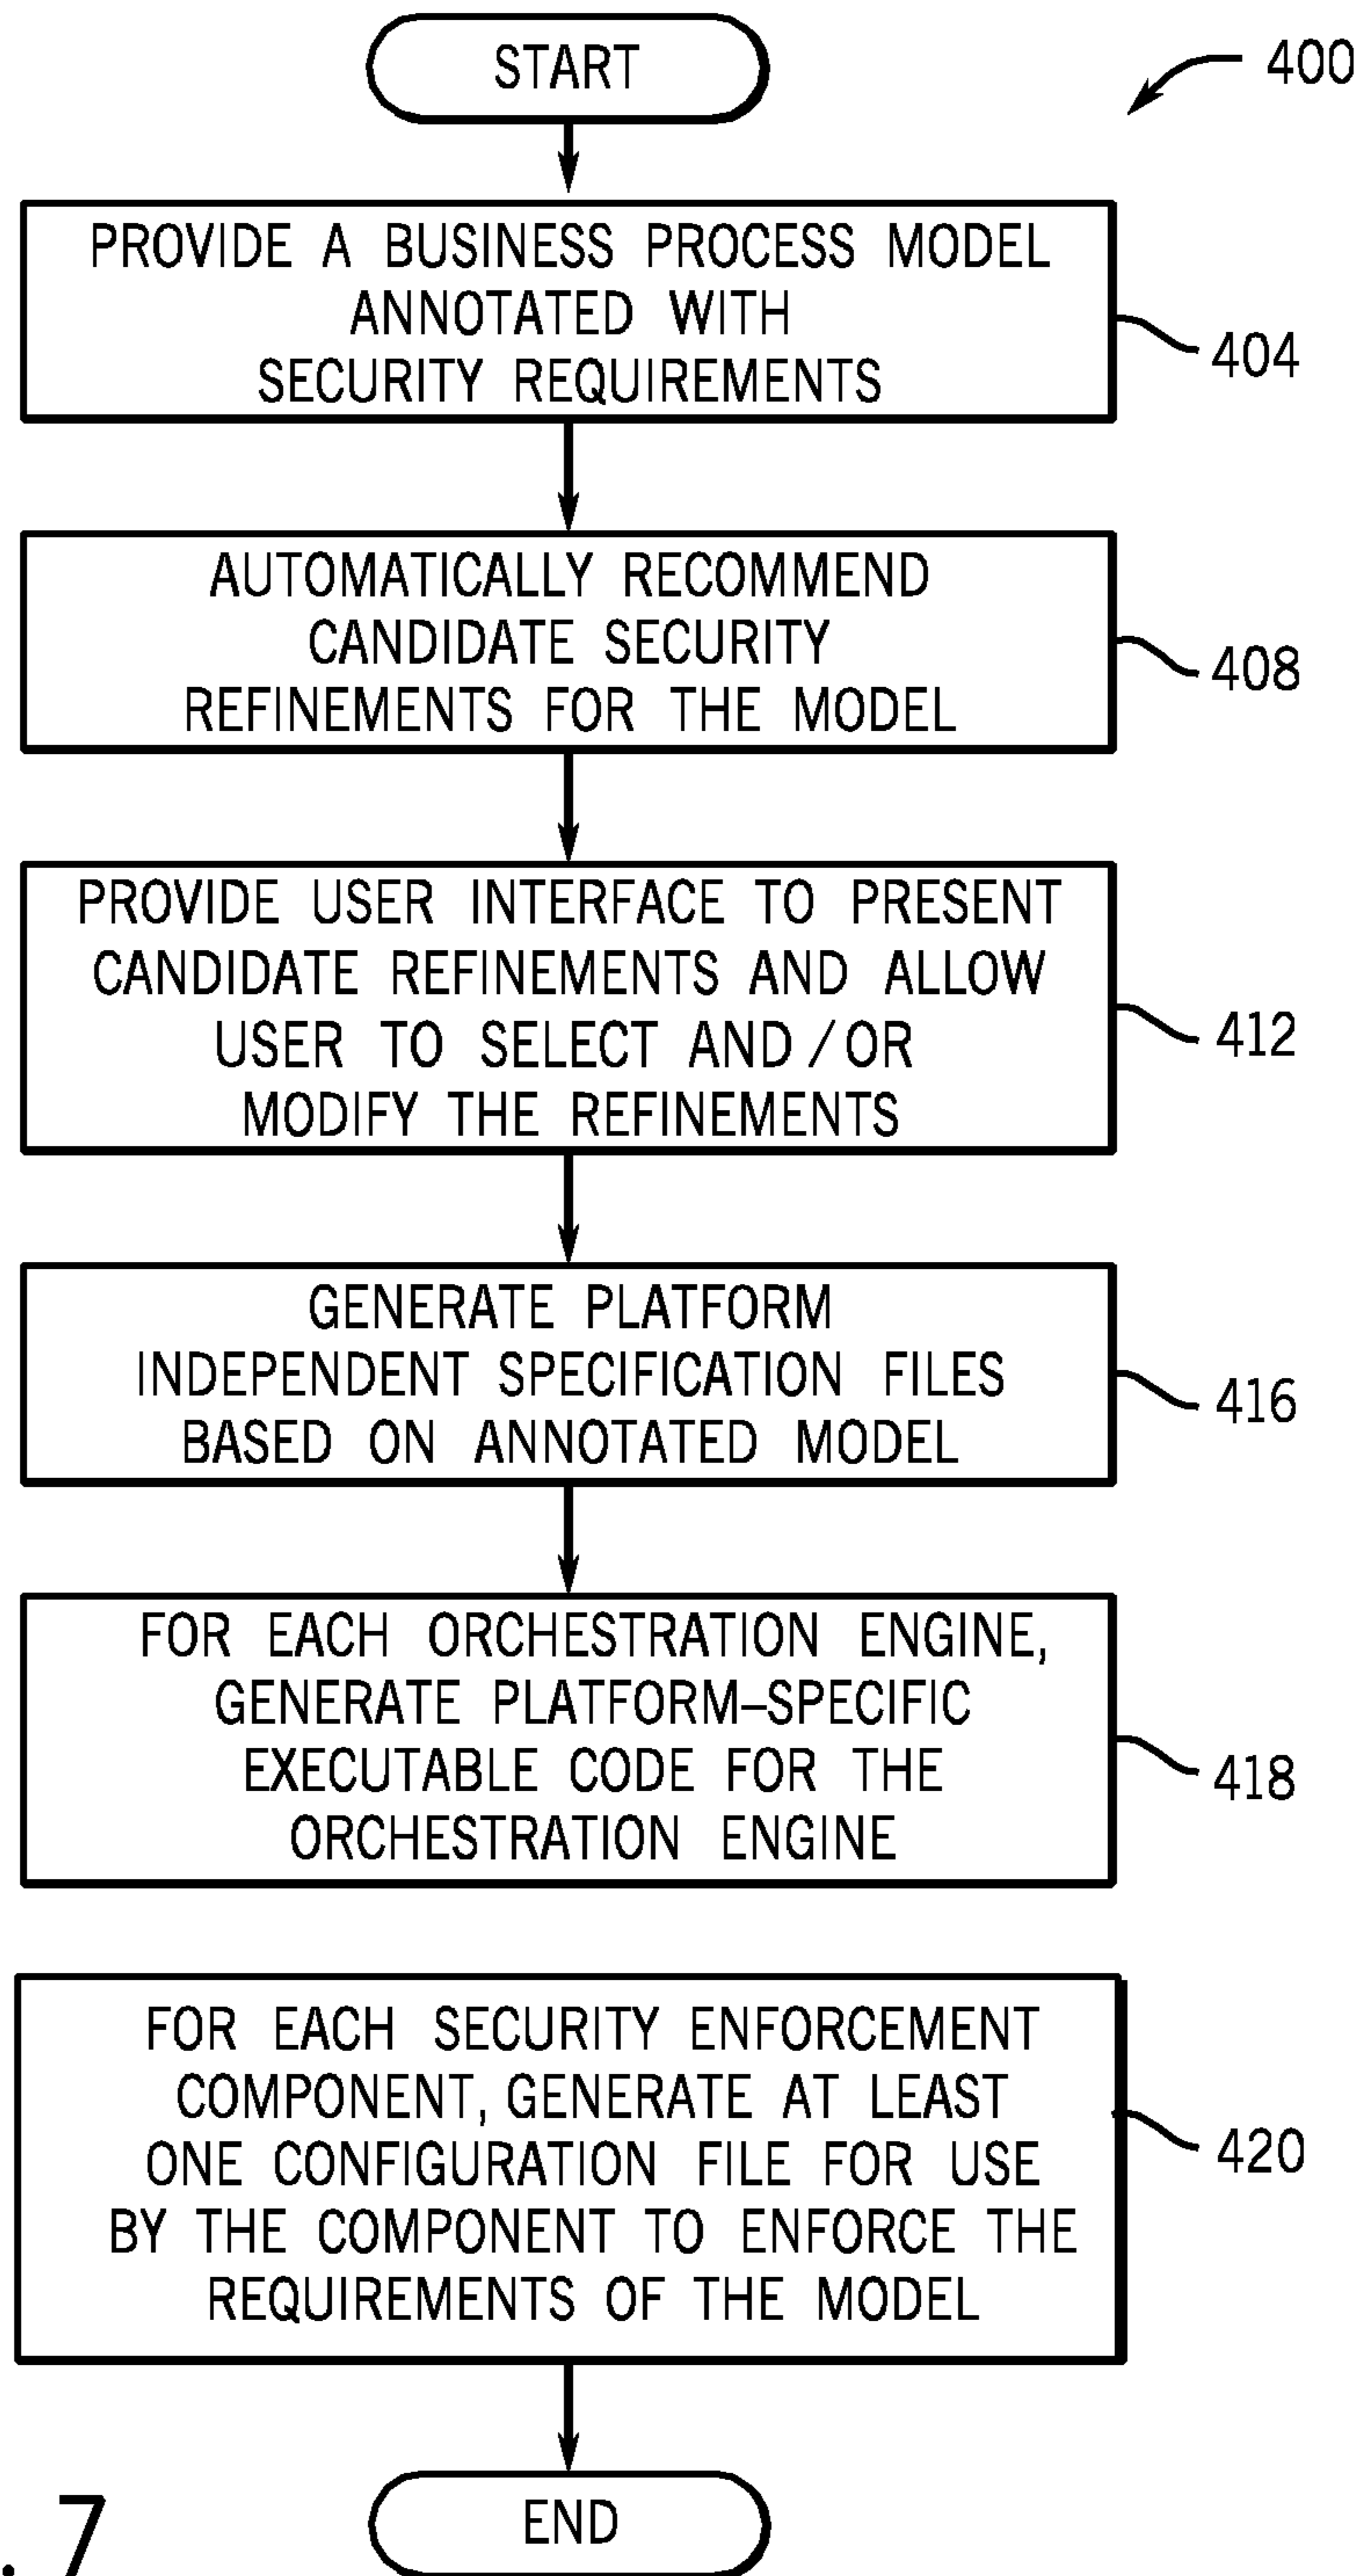 START
400
PROVIDE A BUSINESS PROCESS MODEL
ANNOTATED WITH
SECURITY REQUIREMENTS
404
AUTOMATICALLY RECOMMEND
CANDIDATE SECURITY
REFINEMENTS FOR THE MODEL
408
PROVIDE USER INTERFACE TO PRESENT
CANDIDATE REFINEMENTS AND ALLOW
USER TO SELECT AND/OR
MODIFY THE REFINEMENTS
412
GENERATE PLATFORM
INDEPENDENT SPECIFICATION FILES
BASED ON ANNOTATED MODEL
416
FOR EACH ORCHESTRATION ENGINE,
GENERATE PLATFORM–SPECIFIC
EXECUTABLE CODE FOR THE
ORCHESTRATION ENGINE
418
FOR EACH SECURITY ENFORCEMENT
COMPONENT, GENERATE AT LEAST
ONE CONFIGURATION FILE FOR USE
BY THE COMPONENT TO ENFORCE THE
REQUIREMENTS OF THE MODEL
420
END
. 7